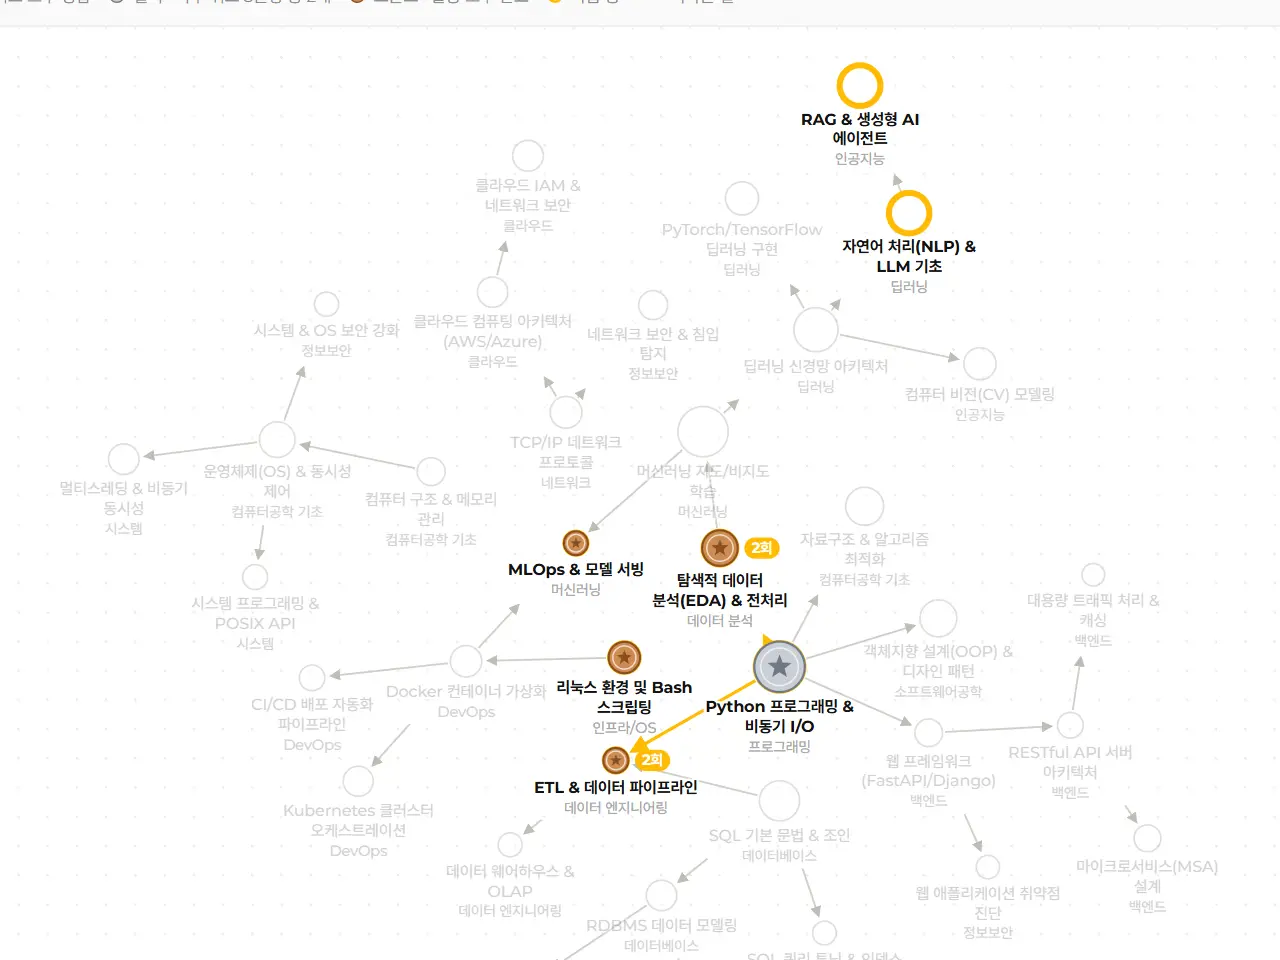 RAG & 생성형 AI
에이전트
인공지능
클라우드 IAM &
네트워크 보안
클라우드
PyTorch/TensorFlow
딥러닝 구현
딥러닝
자연어 처리(NLP) &
LLM 기초
딥러닝
시스템 & OS 보안 강화
정보보안
클라우드 컴퓨팅 아키텍처
(AWS/Azure)
클라우드
네트워크 보안 & 침입
탐지
정보보안
딥러닝 신경망 아키텍처
딥러닝
컴퓨터 비전(CV) 모델링
인공지능
TCP/IP 네트워크
프로토콜
네트워크
머신러닝 지도/비지도
학습
머신러닝
운영체제(OS) & 동시성
제어
컴퓨터공학 기초
멀티스레딩 & 비동기
동시성
시스템
컴퓨터 구조 & 메모리
관리
컴퓨터공학 기초
자료구조 & 알고리즘
최적화
컴퓨터공학 기초
MLOps & 모델 서빙
머신러닝
2회
탐색적 데이터
분석(EDA) & 전처리
데이터 분석
시스템 프로그래밍 &
POSIX API
시스템
대용량 트래픽 처리 &
캐싱
백엔드
객체지향 설계(OOP) &
디자인 패턴
소프트웨어공학
CI/CD 배포 자동화
파이프라인
DevOps
Docker 컨테이너 가상화
DevOps
리눅스 환경 및 Bash
스크립팅
인프라/OS
Python 프로그래밍 &
비동기 I/O
프로그래밍
웹 프레임워크
(FastAPI/Django)
백엔드
RESTful API 서버
아키텍처
백엔드
2회
ETL & 데이터 파이프라인
데이터 엔지니어링
Kubernetes 클러스터
오케스트레이션
DevOps
SQL 기본 문법 & 조인
데이터베이스
데이터 웨어하우스 &
OLAP
데이터 엔지니어링
마이크로서비스(MSA)
설계
백엔드
웹 애플리케이션 취약점
진단
정보보안
RDBMS 데이터 모델링
데이터베이스
SQL 쿼리 튜닝 & 인덱스